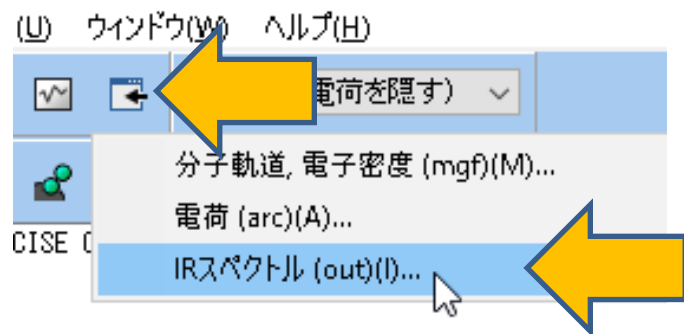 (U) ウィンドウ(W) ヘルプ(H)
電荷を隠す)
分子軌道, 電子密度 (mgf)(M)...
電荷 (arc)(A)...
CISE
IRスペクトル (out)(I)...